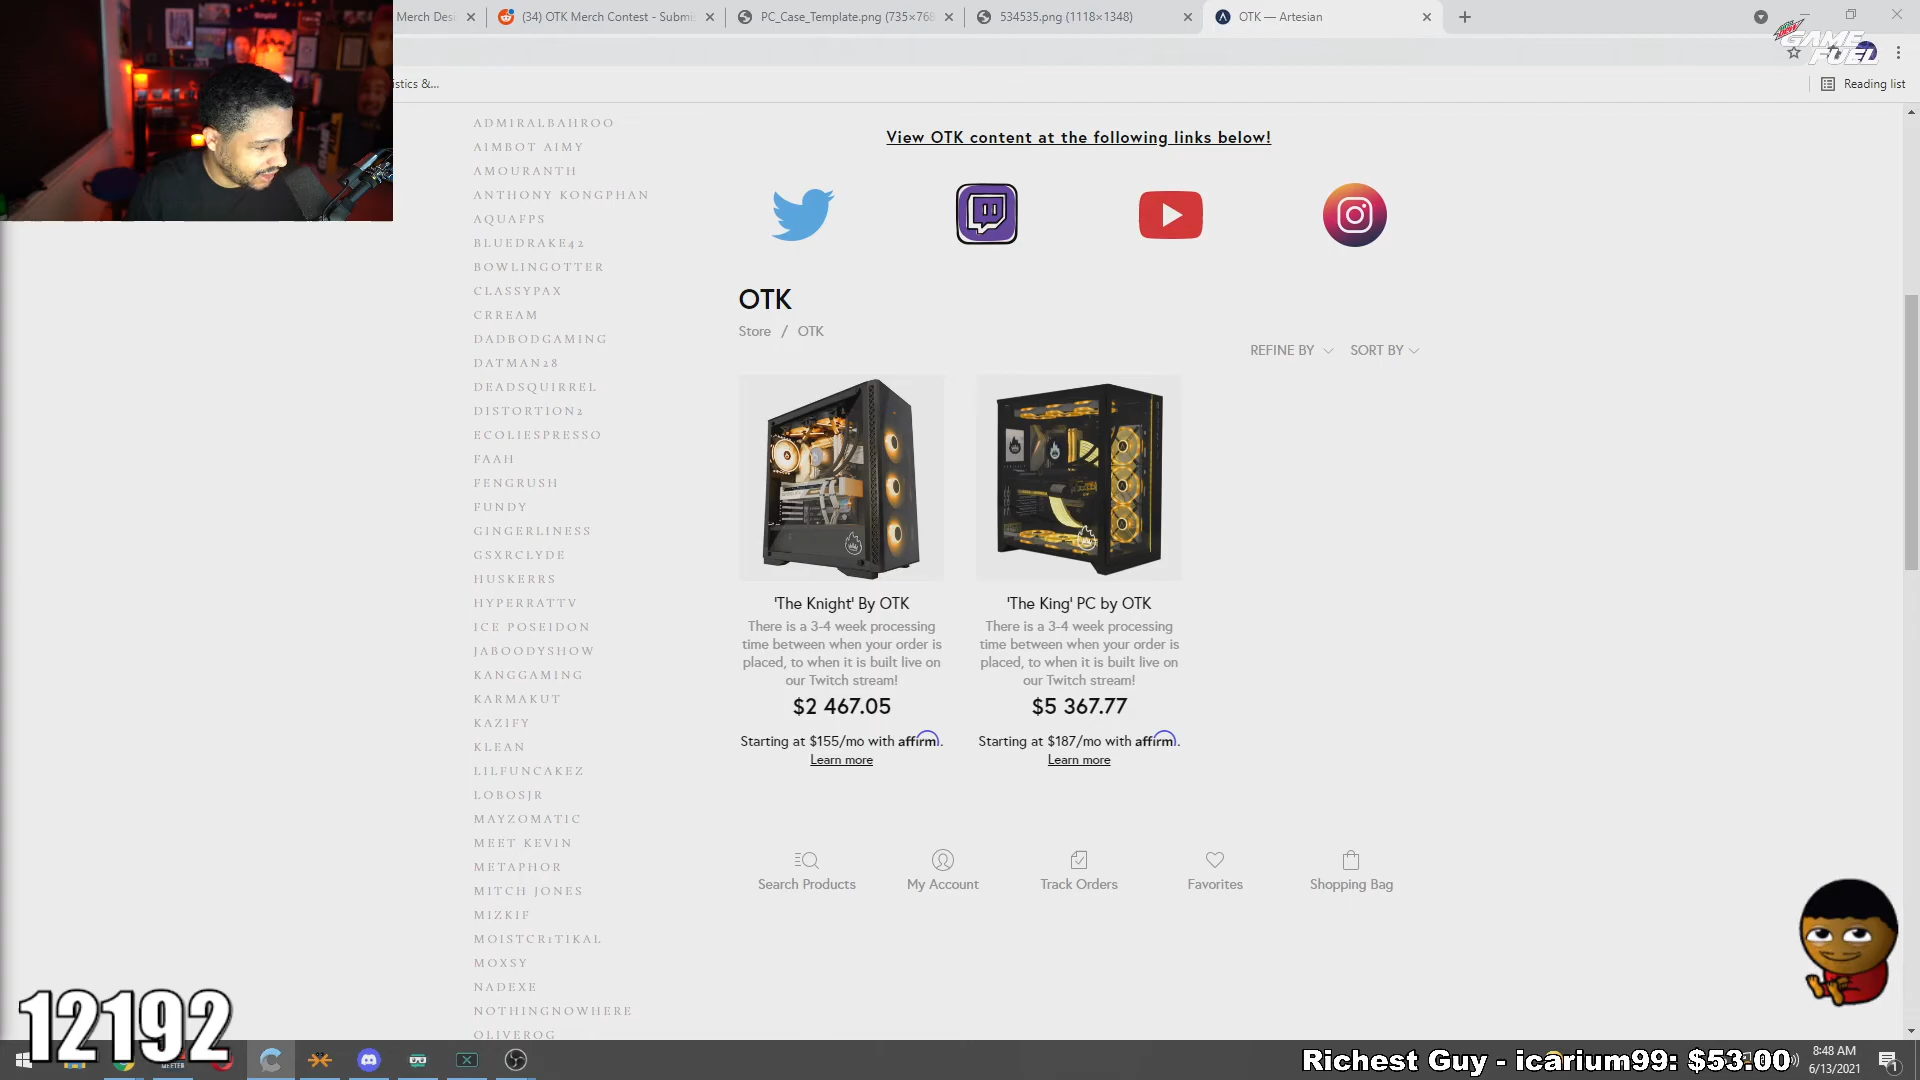 Merch Des
(34) OTK Merch Contest - Submi
PC_Case_Template.png (735×768
534535.png (1118×1348)
OTK — Artesian
GAME
FUEL
istics &...
Reading list
ADMIRALBAHROO
AIMBOT AIMY
AMOURANTH
ANTHONY KONGPHAN
AQUAFPS
BLUEDRAKE42
BOWLINGOTTER
CLASSYPAX
CRREAM
DADBODGAMING
DATMAN28
DEADSQUIRREL
DISTORTION2
ECOLIESPRESSO
FAAH
FENGRUSH
FUNDY
GINGERLINESS
GSXRCLYDE
HUSKERRS
HYPERRATTV
ICE POSEIDON
JABOODYSHOW
KANGGAMING
KARMAKUT
KAZIFY
KLEAN
LILFUNCAKEZ
LOBOSJR
MAYZOMATIC
MEET KEVIN
METAPHOR
MITCH JONES
MIZKIF
MOISTCR1TIKAL
MOXSY
NADEXE
NOTHINGNOWHERE
OLIVEROG
View OTK content at the following links below!
OTK
Store / OTK
REFINE BY
SORT BY
'The Knight' By OTK
There is a 3-4 week processing
time between when your order is
placed, to when it is built live on
our Twitch stream!
$2 467.05
Starting at $155/mo with affirm.
Learn more
'The King' PC by OTK
There is a 3-4 week processing
time between when your order is
placed, to when it is built live on
our Twitch stream!
$5 367.77
Starting at $187/mo with affirm.
Learn more
Search Products
My Account
Track Orders
Favorites
Shopping Bag
12192
Richest Guy - icarium99: $53.00
8:48 AM
6/13/2021